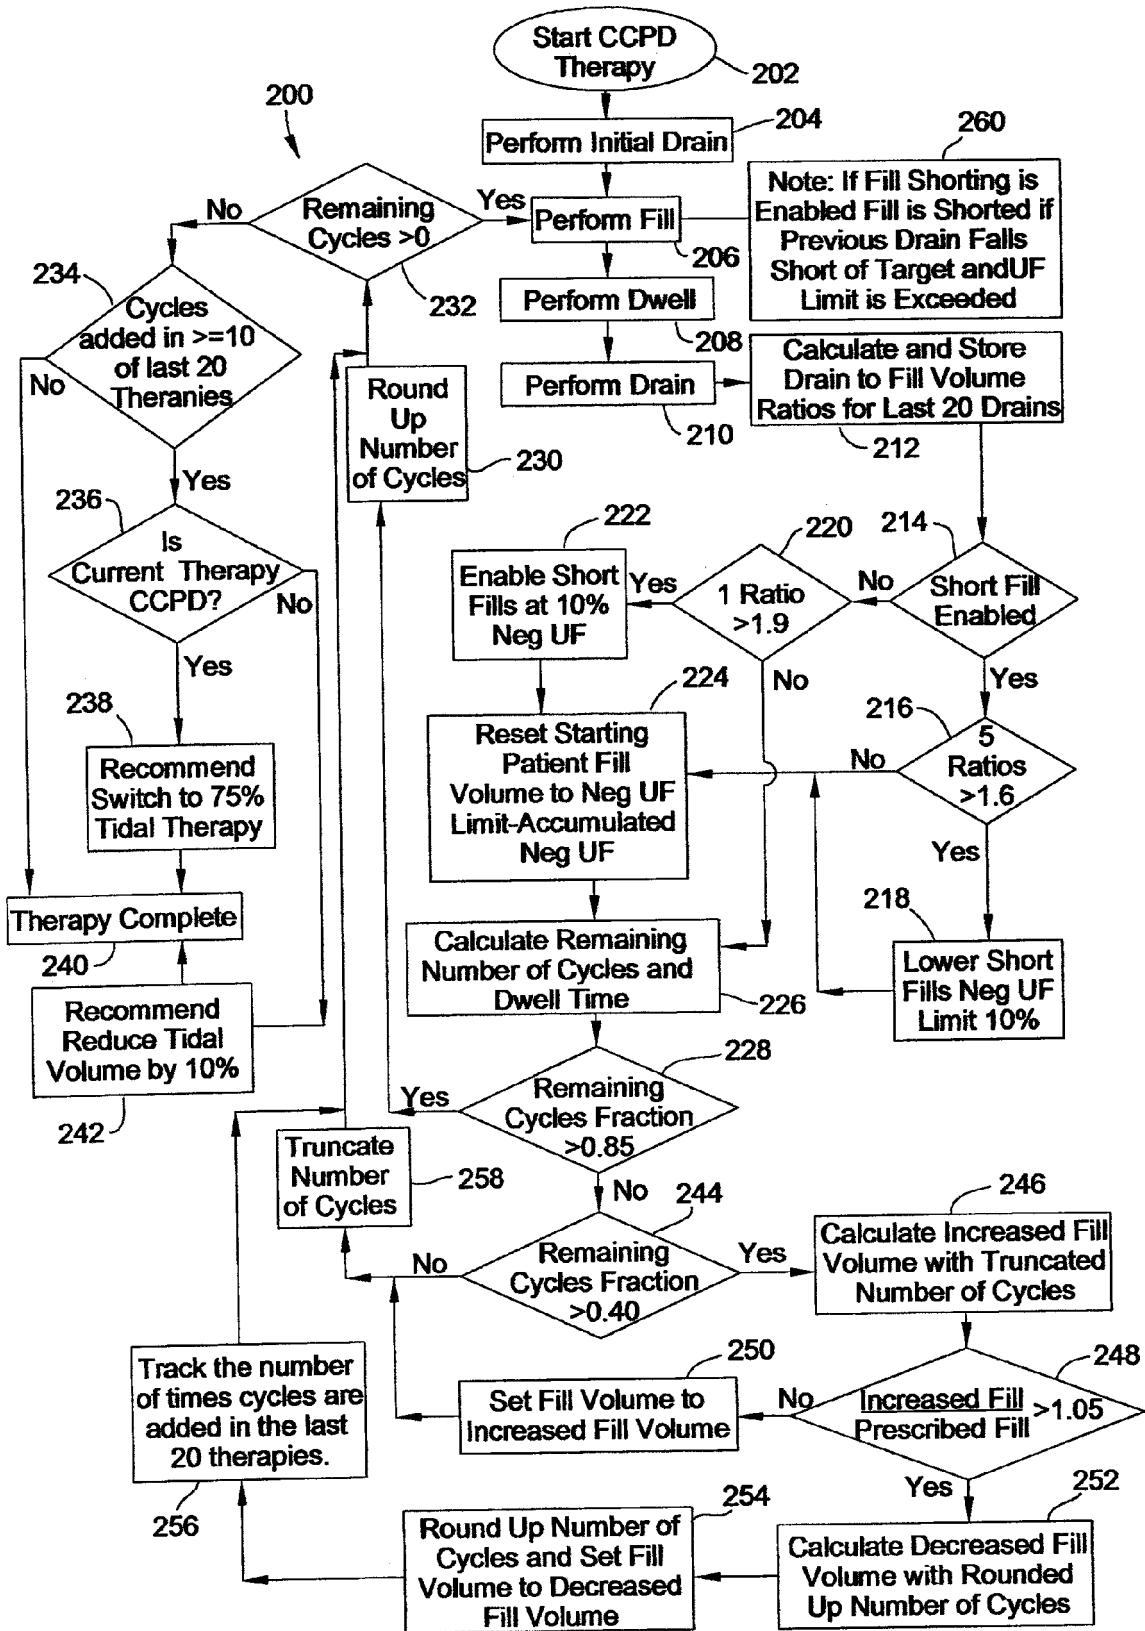 Start CCPD
Therapy
202
200
204
Perform Initial Drain
260
Note: If Fill Shorting is
Enabled Fill is Shorted if
Previous Drain Falls
Short of Target andUF
Limit is Exceeded
No
Remaining
Cycles >0
Yes
Perform Fill
206
232
234
Cycles
added in >=10
of last 20
Theranies
No
Yes
Perform Dwell
208
Perform Drain
210
Calculate and Store
Drain to Fill Volume
Ratios for Last 20 Drains
212
Round
Up
Number
of Cycles
230
236
Is
Current Therapy
CCPD?
No
Yes
222
Enable Short
Fills at 10%
Neg UF
Yes
220
1 Ratio
>1.9
No
No
214
Short Fill
Enabled
Yes
224
Reset Starting
Patient Fill
Volume to Neg UF
Limit-Accumulated
Neg UF
216
5
Ratios
>1.6
No
Yes
238
Recommend
Switch to 75%
Tidal Therapy
Therapy Complete
240
218
Lower Short
Fills Neg UF
Limit 10%
Calculate Remaining
Number of Cycles and
Dwell Time
226
Recommend
Reduce Tidal
Volume by 10%
242
228
Remaining
Cycles Fraction
>0.85
Yes
No
Truncate
Number
of Cycles
258
244
Remaining
Cycles Fraction
>0.40
No
Yes
246
Calculate Increased Fill
Volume with Truncated
Number of Cycles
248
Increased Fill
Prescribed Fill
>1.05
No
Yes
250
Set Fill Volume to
Increased Fill Volume
Track the number
of times cycles are
added in the last
20 therapies.
256
254
Round Up Number of
Cycles and Set Fill
Volume to Decreased
Fill Volume
252
Calculate Decreased Fill
Volume with Rounded
Up Number of Cycles